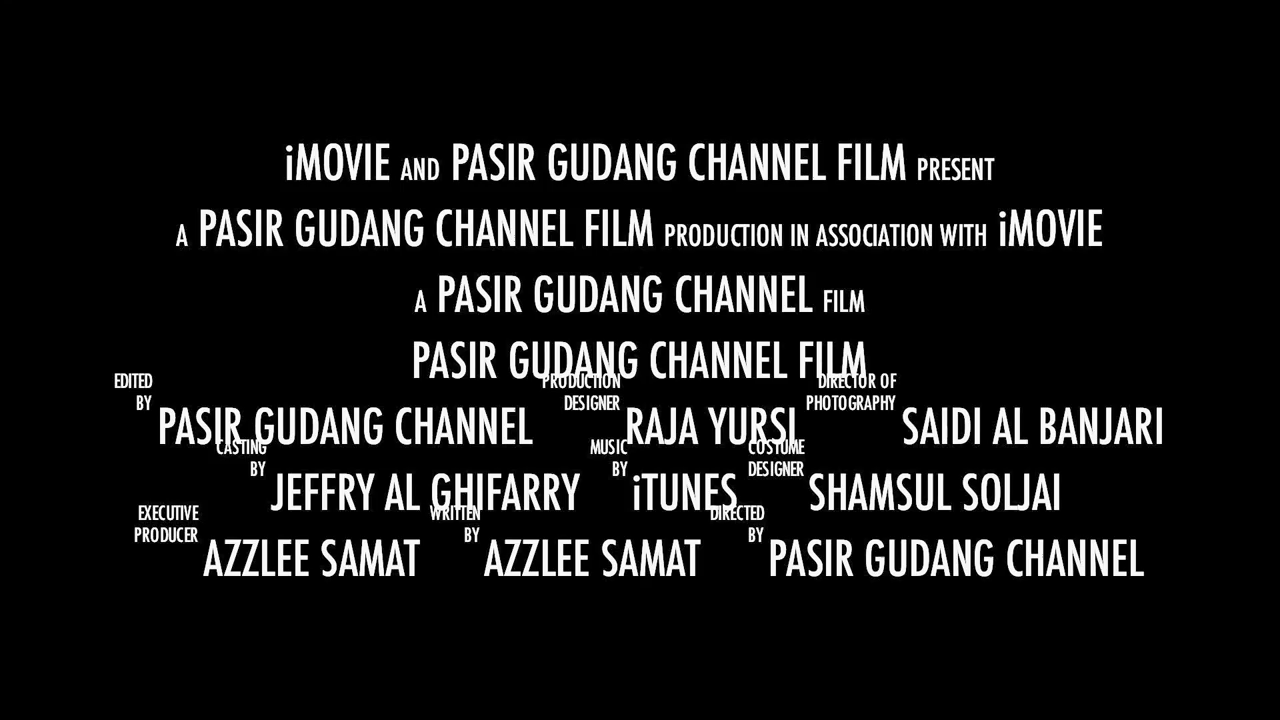 iMOVIE AND PASIR GUDANG CHANNEL FILM PRESENT
A PASIR GUDANG CHANNEL FILM PRODUCTION IN ASSOCIATION WITH iMOVIE
A PASIR GUDANG CHANNEL FILM
PASIR GUDANG CHANNEL FILM
EDITED BY PASIR GUDANG CHANNEL PRODUCTION DESIGNER RAJA YURSI DIRECTOR OF PHOTOGRAPHY SAIDI AL BANJARI
CASTING BY JEFFRY AL GHIFARRY MUSIC BY iTUNES COSTUME DESIGNER SHAMSUL SOLJAI
EXECUTIVE PRODUCER AZZLEE SAMAT WRITTEN BY AZZLEE SAMAT DIRECTED BY PASIR GUDANG CHANNEL